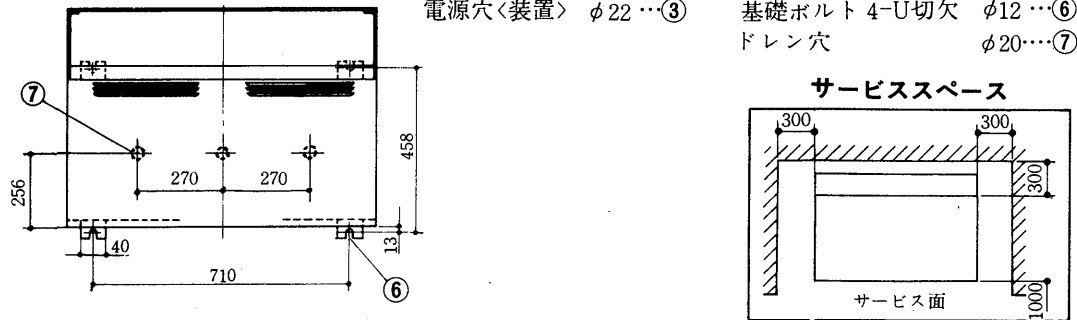 電源穴〈装置〉 φ22…③
基礎ボルト 4-U切欠 φ12…⑥
ドレン穴 φ20‥‥⑦
サービススペース
⑦
300
300
458
300
256
270
270
40
13
710
⑥
サービス面
1000